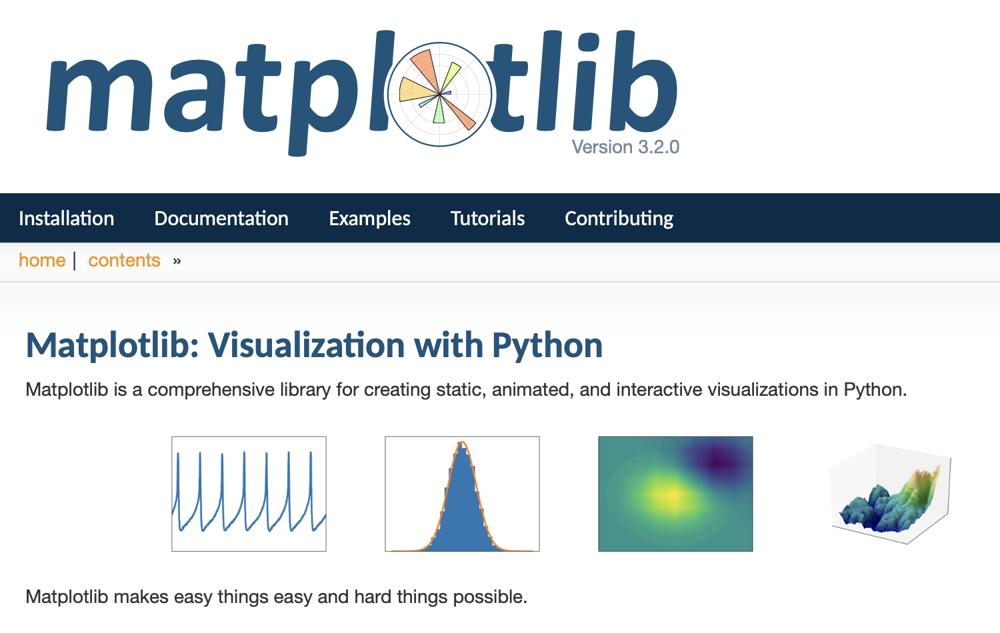 matplotlib
Version 3.2.0
Installation Documentation Examples Tutorials Contributing
home | contents »
Matplotlib: Visualization with Python
Matplotlib is a comprehensive library for creating static, animated, and interactive visualizations in Python.
Matplotlib makes easy things easy and hard things possible.